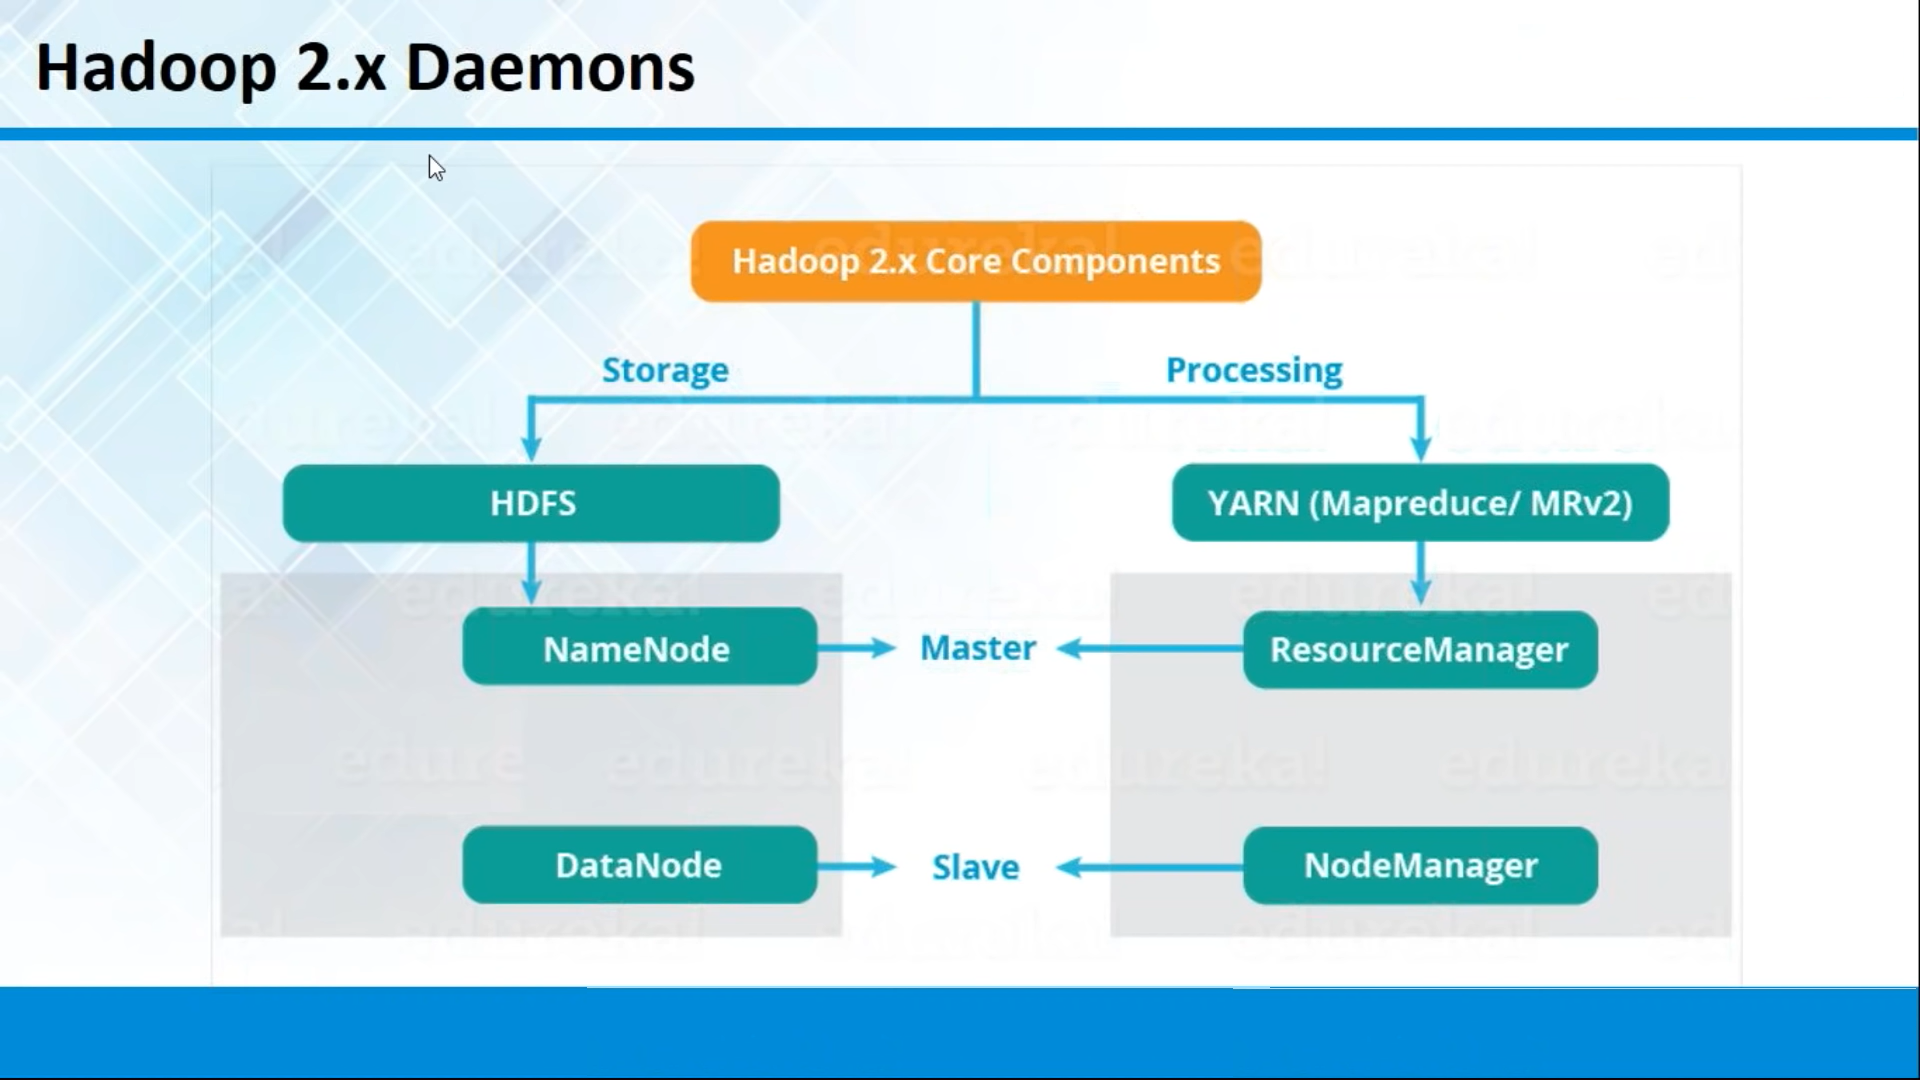 Hadoop 2.x Daemons
Hadoop 2.x Core Components
Storage
Processing
HDFS
YARN (Mapreduce/ MRv2)
NameNode
Master
ResourceManager
DataNode
Slave
NodeManager
edureka!